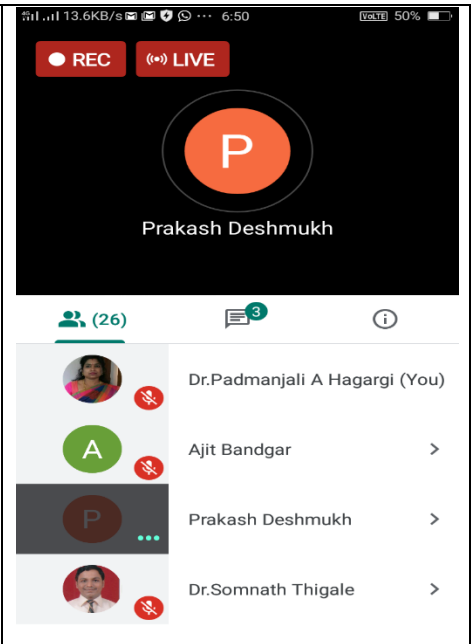 13.6KB/s ··· 6:50 VoLTE 50%
REC LIVE
P
Prakash Deshmukh
(26) 3
Dr.Padmanjali A Hagargi (You)
A Ajit Bandgar
P Prakash Deshmukh
Dr.Somnath Thigale